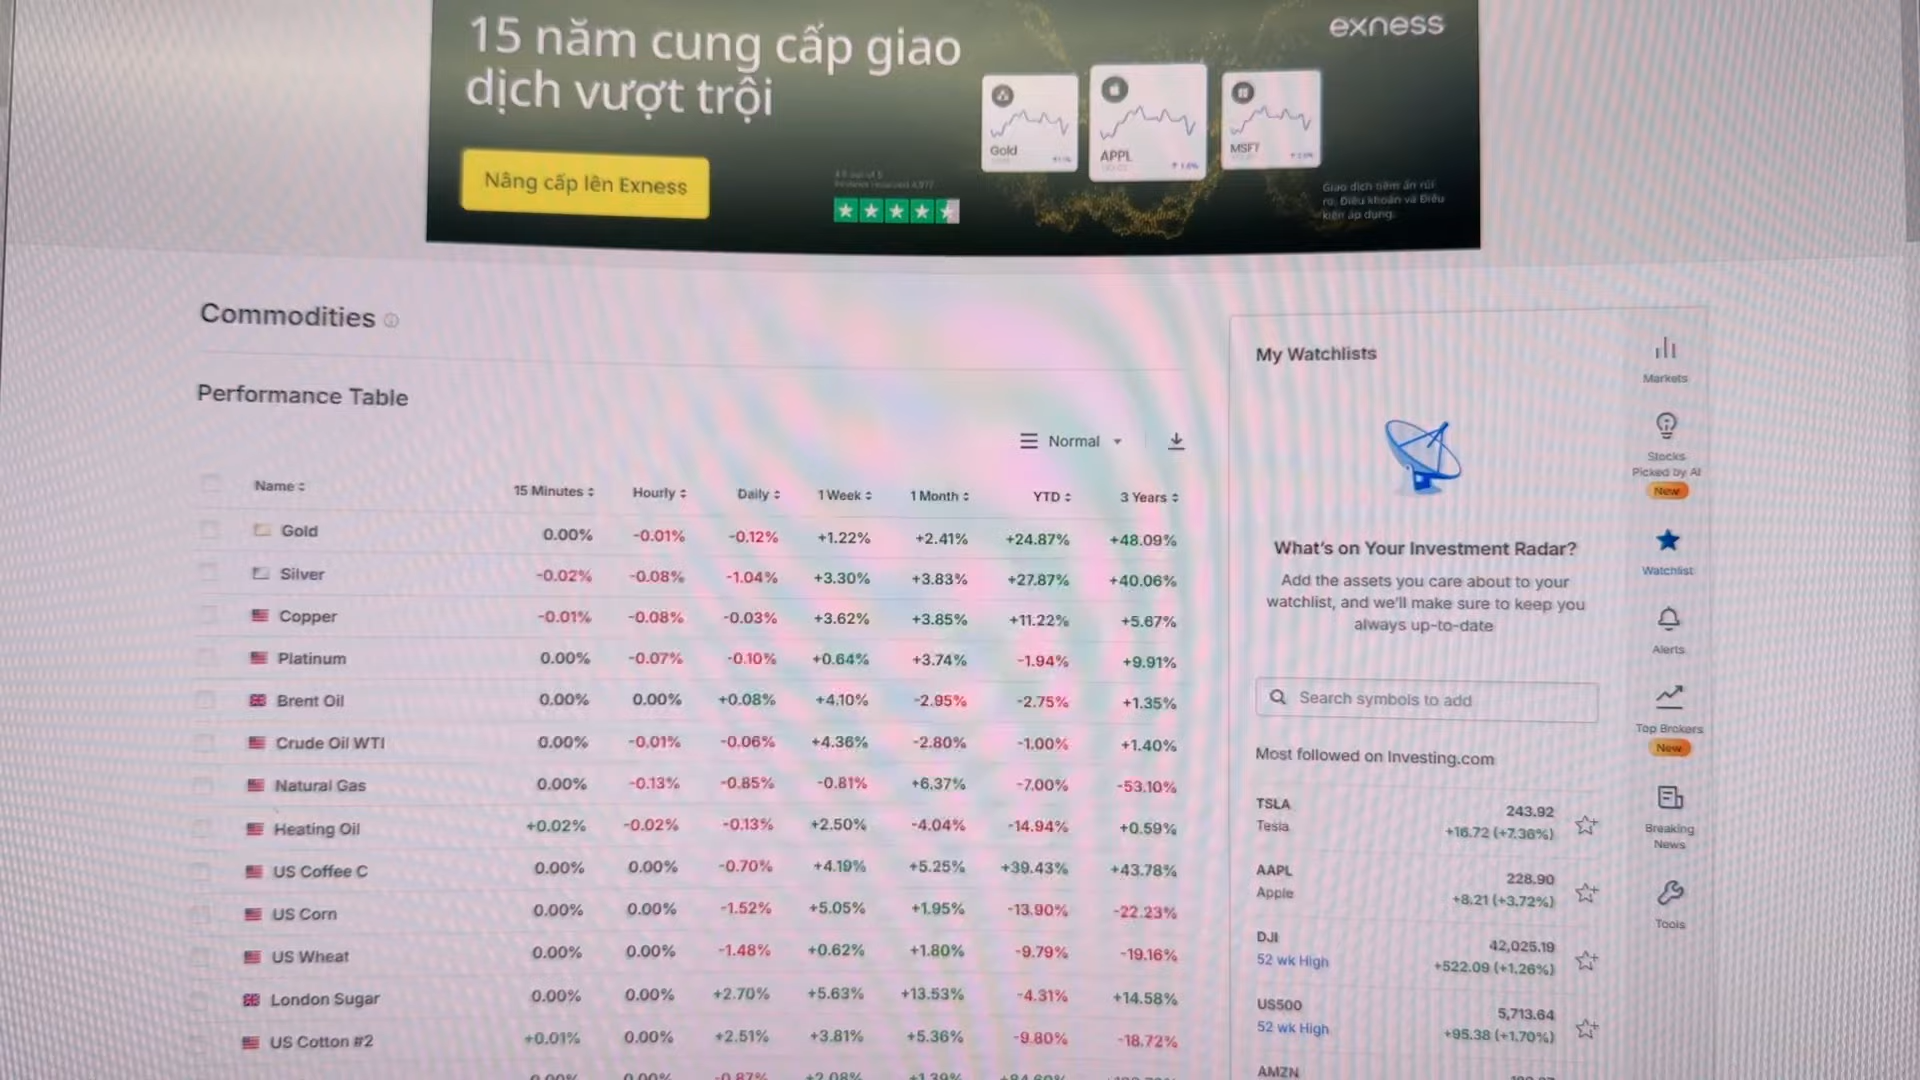 15 năm cung cấp giao
dịch vượt trội
exness
Nâng cấp lên Exness
Gold
APPL
MSFT
Giao dịch tiềm ẩn rủi
ro. Điều khoản và Điều
kiện áp dụng.
Commodities
Performance Table
Normal
Name 15 Minutes Hourly Daily 1 Week 1 Month YTD 3 Years
Gold 0.00% -0.01% -0.12% +1.22% +2.41% +24.87% +48.09%
Silver -0.02% -0.08% -1.04% +3.30% +3.83% +27.87% +40.06%
Copper -0.01% -0.08% -0.03% +3.62% +3.85% +11.22% +5.67%
Platinum 0.00% -0.07% -0.10% +0.64% +3.74% -1.94% +9.91%
Brent Oil 0.00% 0.00% +0.08% +4.10% -2.95% -2.75% +1.35%
Crude Oil WTI 0.00% -0.01% -0.06% +4.36% -2.80% -1.00% +1.40%
Natural Gas 0.00% -0.13% -0.85% -0.81% +6.37% -7.00% -53.10%
Heating Oil +0.02% -0.02% -0.13% +2.50% -4.04% -14.94% +0.59%
US Coffee C 0.00% 0.00% -0.70% +4.19% +5.25% +39.43% +43.78%
US Corn 0.00% 0.00% -1.52% +5.05% +1.95% -13.90% -22.23%
US Wheat 0.00% 0.00% -1.48% +0.62% +1.80% -9.79% -19.16%
London Sugar 0.00% 0.00% +2.70% +5.63% +13.53% -4.31% +14.58%
US Cotton #2 +0.01% 0.00% +2.51% +3.81% +5.36% -9.80% -18.72%
My Watchlists
What's on Your Investment Radar?
Add the assets you care about to your
watchlist, and we'll make sure to keep you
always up-to-date
Search symbols to add
Most followed on Investing.com
TSLA 243.92
Tesla +16.72 (+7.36%)
AAPL 228.90
Apple +8.21 (+3.72%)
DJI 42,025.19
52 wk High +522.09 (+1.26%)
US500 5,713.64
52 wk High +95.38 (+1.70%)
AMZN
Markets
Stocks
Picked by AI
New
Watchlist
Alerts
Top Brokers
New
Breaking
News
Tools